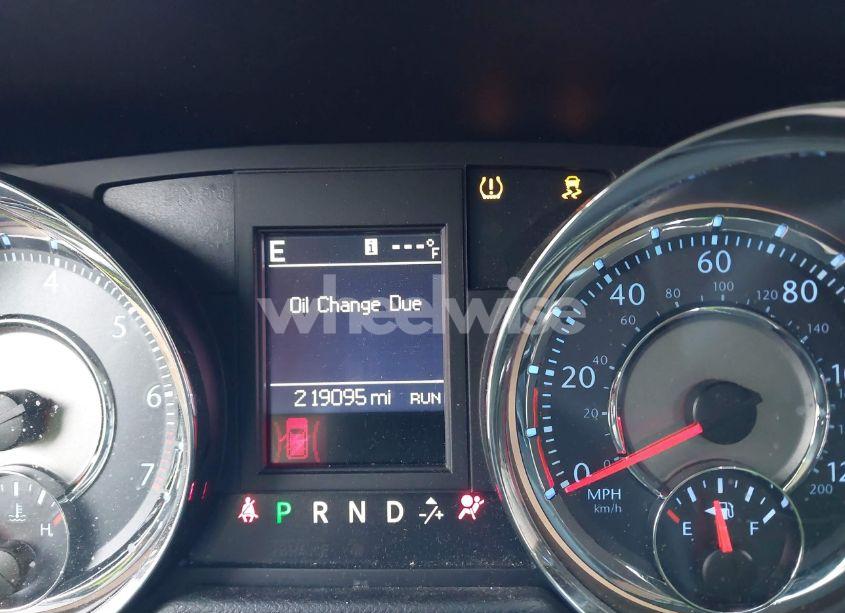 E i ---°F
Oil Change Due
wheelwise
219095 mi RUN
P R N D -/+
4 5 6 7
H
0 20 40 60 80
0 20 40 60 80 100 120 140
200
MPH
km/h
E F